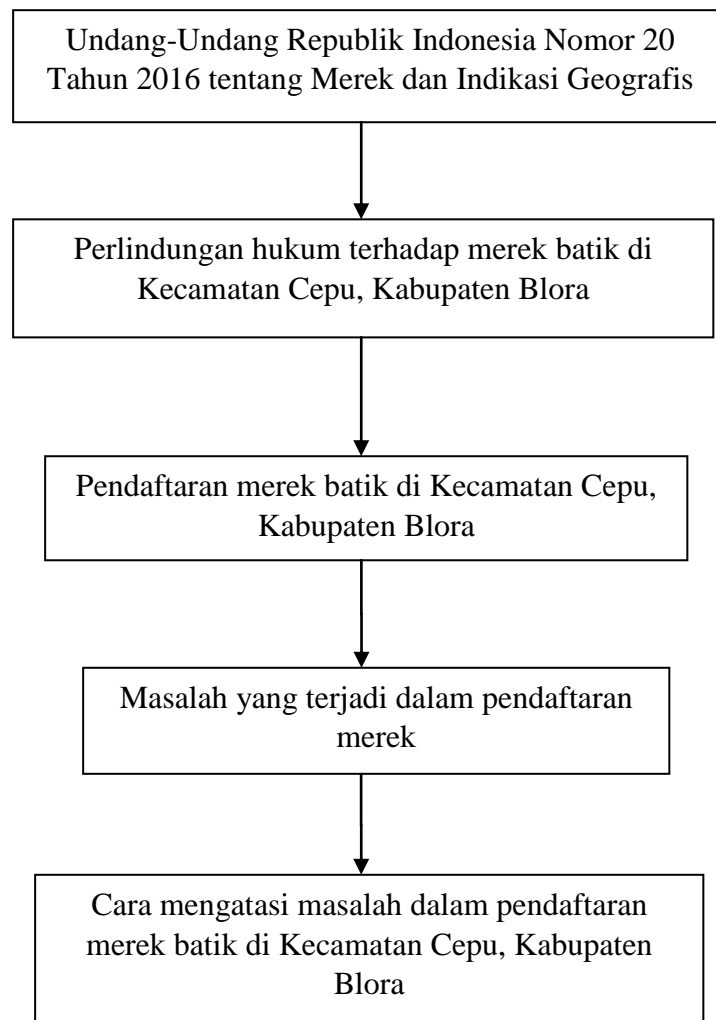 Undang-Undang Republik Indonesia Nomor 20
Tahun 2016 tentang Merek dan Indikasi Geografis
Perlindungan hukum terhadap merek batik di
Kecamatan Cepu, Kabupaten Blora
Pendaftaran merek batik di Kecamatan Cepu,
Kabupaten Blora
Masalah yang terjadi dalam pendaftaran
merek
Cara mengatasi masalah dalam pendaftaran
merek batik di Kecamatan Cepu, Kabupaten
Blora